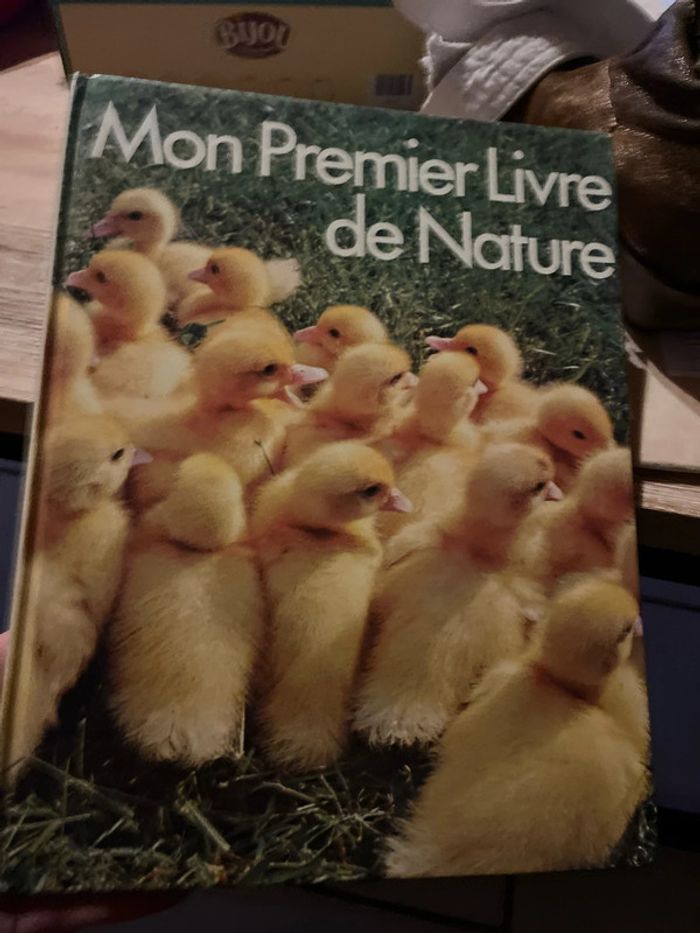 BIJOU
Mon Premier Livre
de Nature